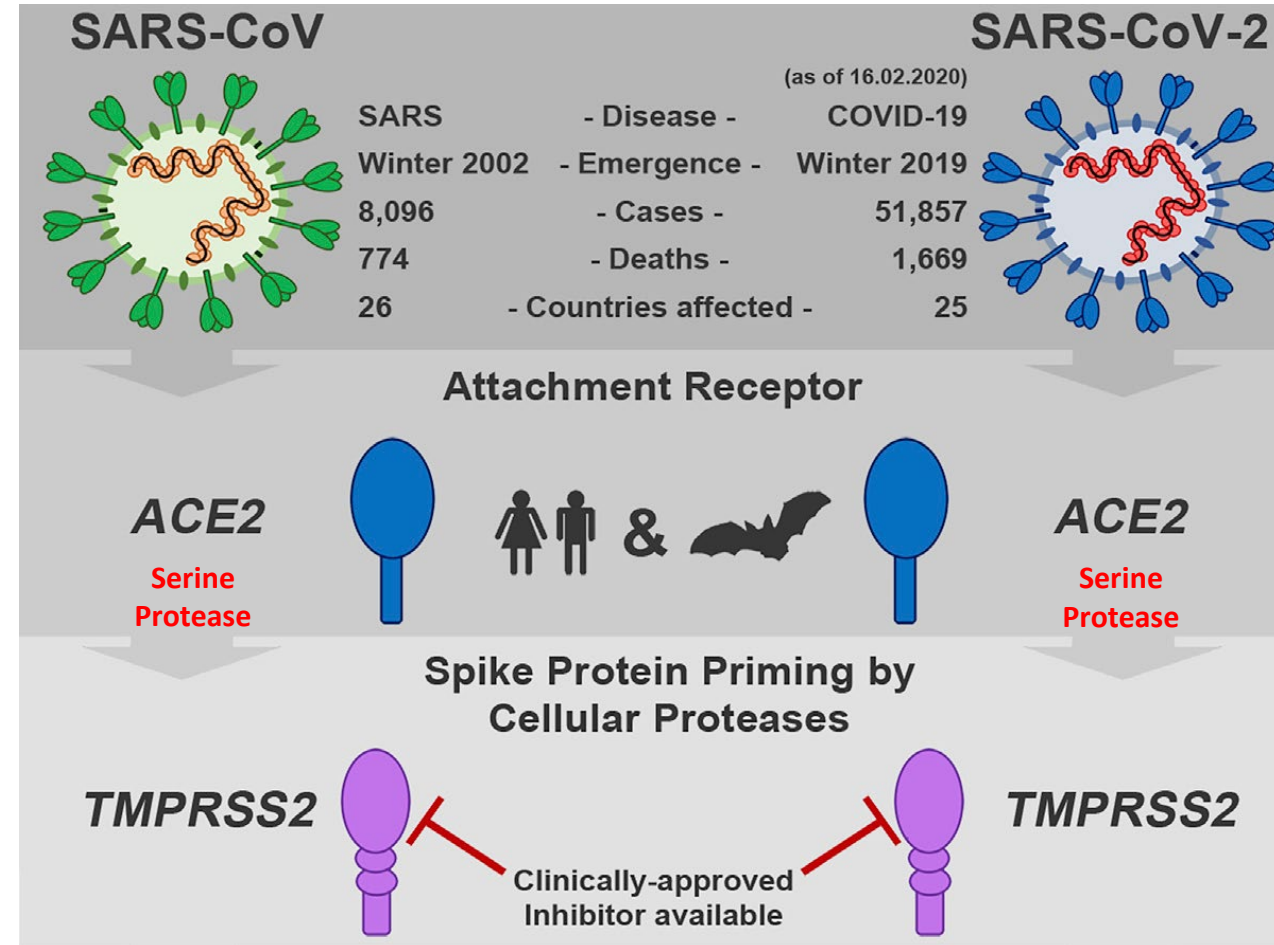 SARS-CoV
SARS-CoV-2
(as of 16.02.2020)
SARS - Disease - COVID-19
Winter 2002 - Emergence - Winter 2019
8,096 - Cases - 51,857
774 - Deaths - 1,669
26 - Countries affected - 25
Attachment Receptor
ACE2 & ACE2
Serine
Protease
Serine
Protease
Spike Protein Priming by
Cellular Proteases
TMPRSS2
TMPRSS2
Clinically-approved
Inhibitor available